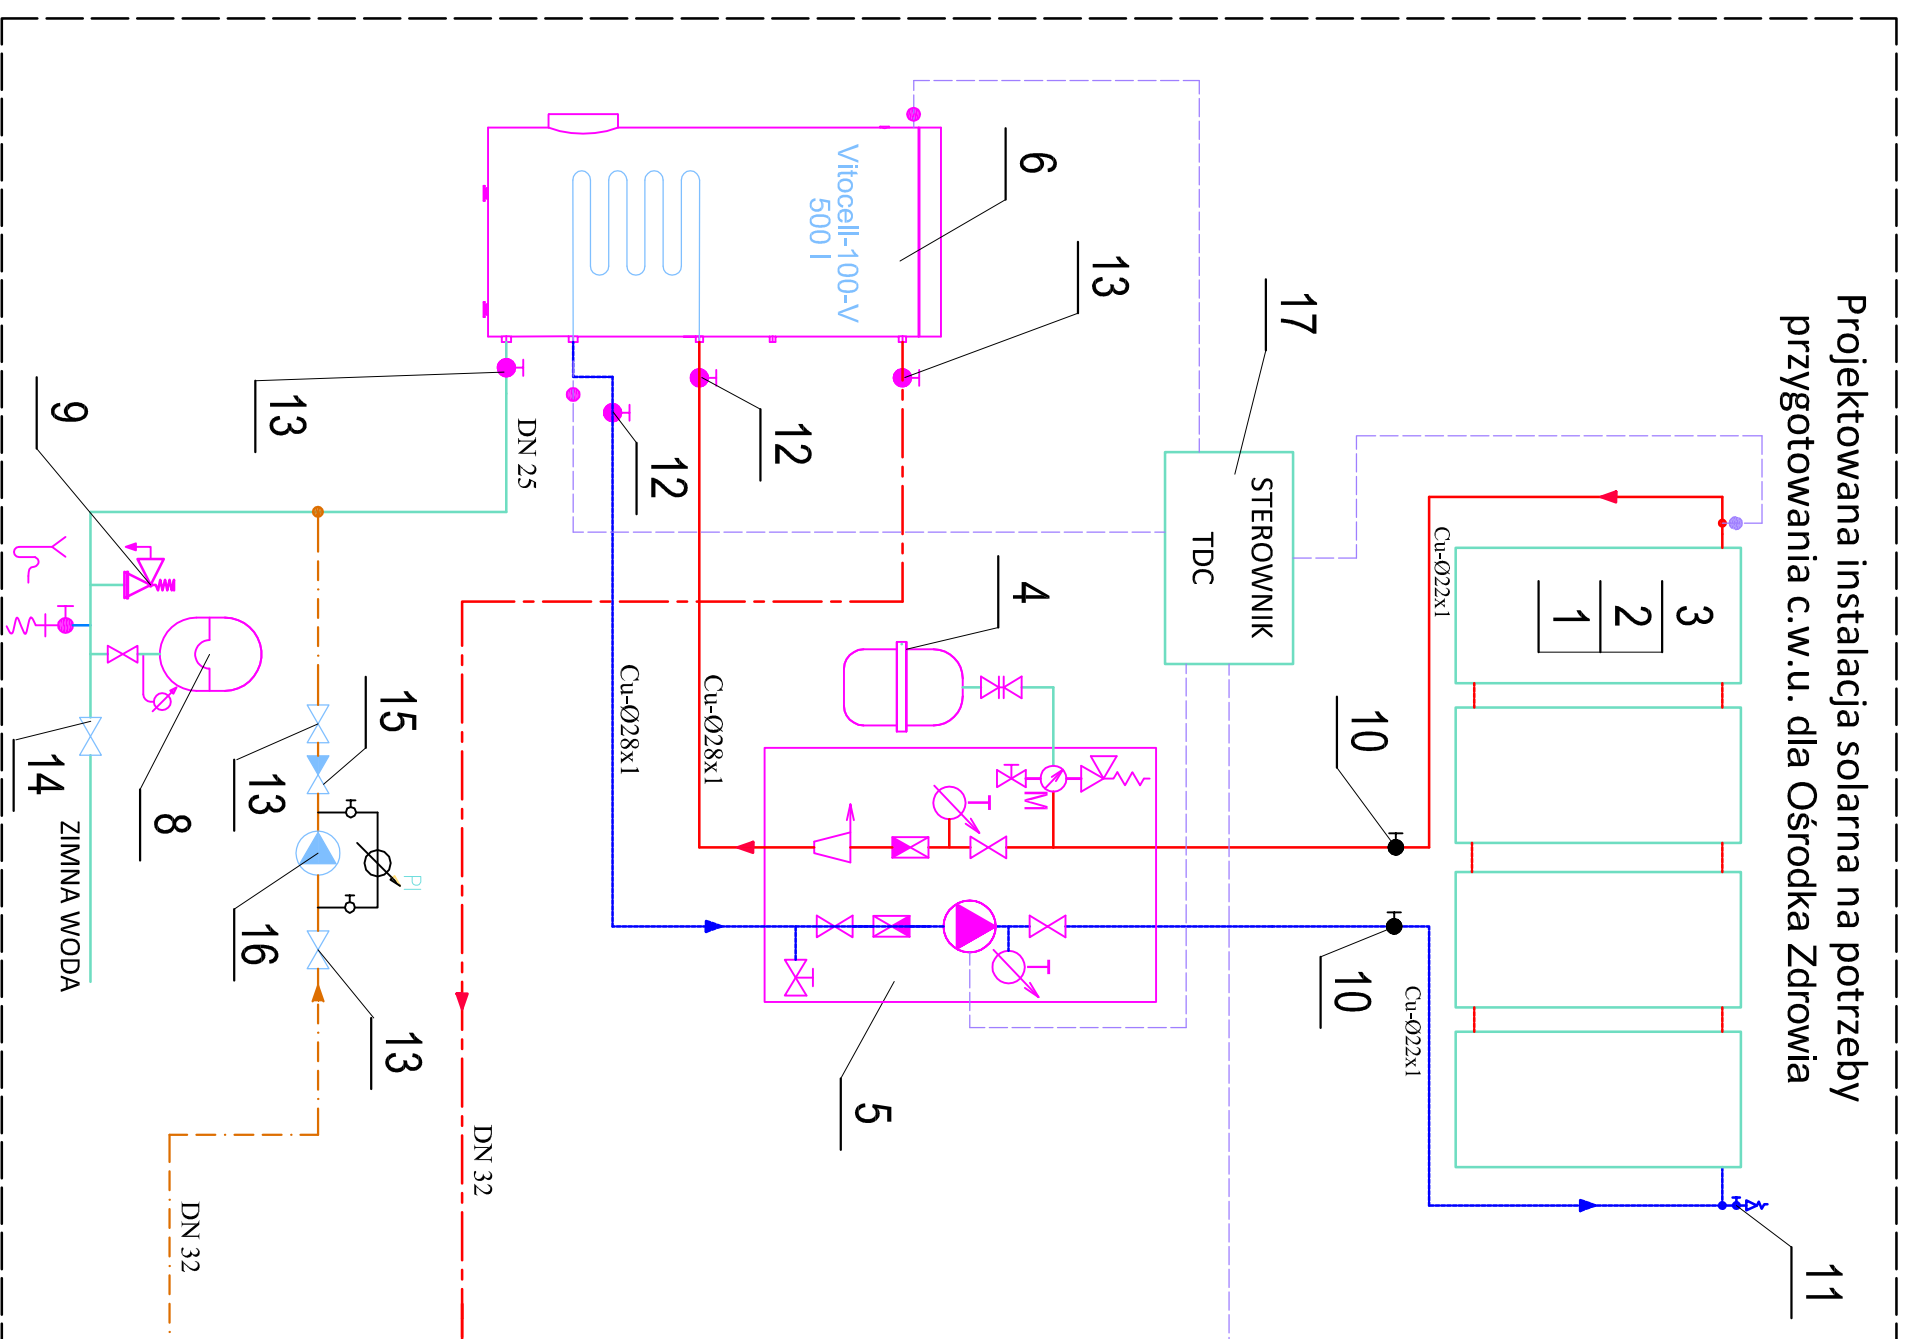 Projektowana instalacja solarna na potrzeby
przygotowania c.w.u. dla Ośrodka Zdrowia
11
3
2
1
Cu-Ø22x1
Cu-Ø22x1
10
10
17
STEROWNIK
TDC
13
6
4
M
Vitocell-100-V
500 l
12
12
Cu-Ø28x1
Cu-Ø28x1
5
DN 25
DN 32
13
15
PI
13
9
13
16
8
14
ZIMNA WODA
DN 32